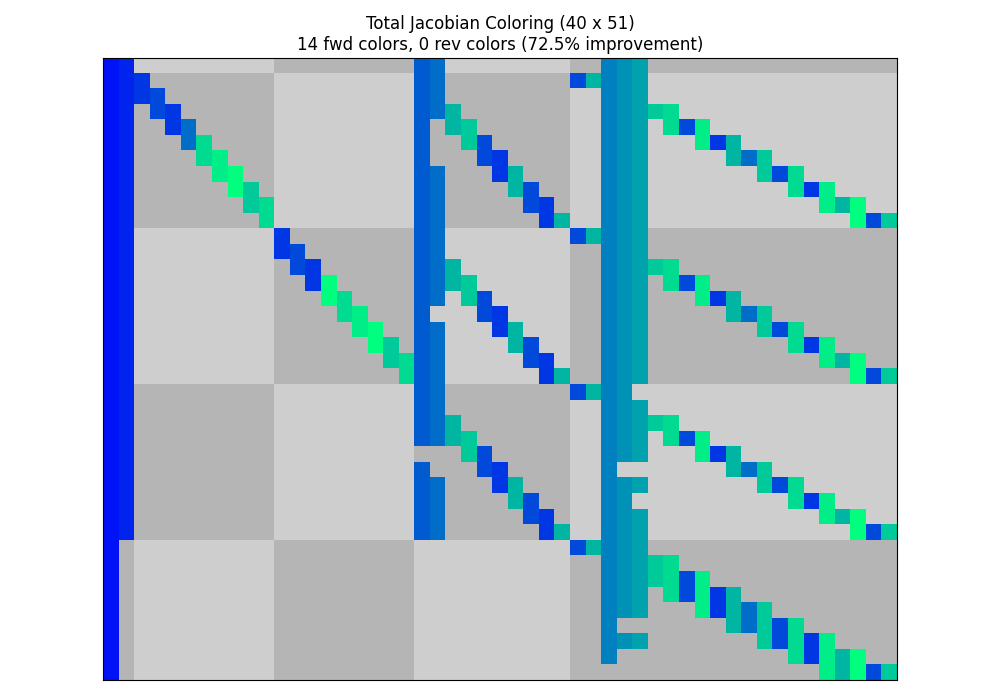 Total Jacobian Coloring (40 x 51)
14 fwd colors, 0 rev colors (72.5% improvement)